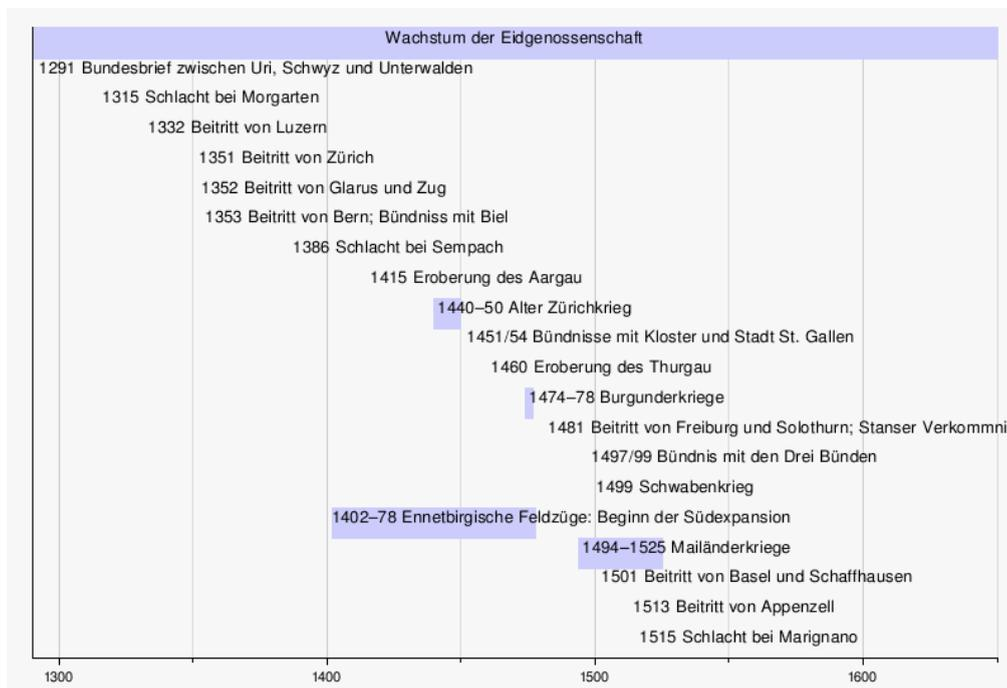 Wachstum der Eidgenossenschaft
1291 Bundesbrief zwischen Uri, Schwyz und Unterwalden
1315 Schlacht bei Morgarten
1332 Beitritt von Luzern
1351 Beitritt von Zürich
1352 Beitritt von Glarus und Zug
1353 Beitritt von Bern; Bündniss mit Biel
1386 Schlacht bei Sempach
1415 Eroberung des Aargau
1440–50 Alter Zürichkrieg
1451/54 Bündnisse mit Kloster und Stadt St. Gallen
1460 Eroberung des Thurgau
1474–78 Burgunderkriege
1481 Beitritt von Freiburg und Solothurn; Stanser Verkommni
1497/99 Bündnis mit den Drei Bünden
1499 Schwabenkrieg
1402–78 Ennetbirgische Feldzüge: Beginn der Südexpansion
1494–1525 Mailänderkriege
1501 Beitritt von Basel und Schaffhausen
1513 Beitritt von Appenzell
1515 Schlacht bei Marignano
1300 1400 1500 1600